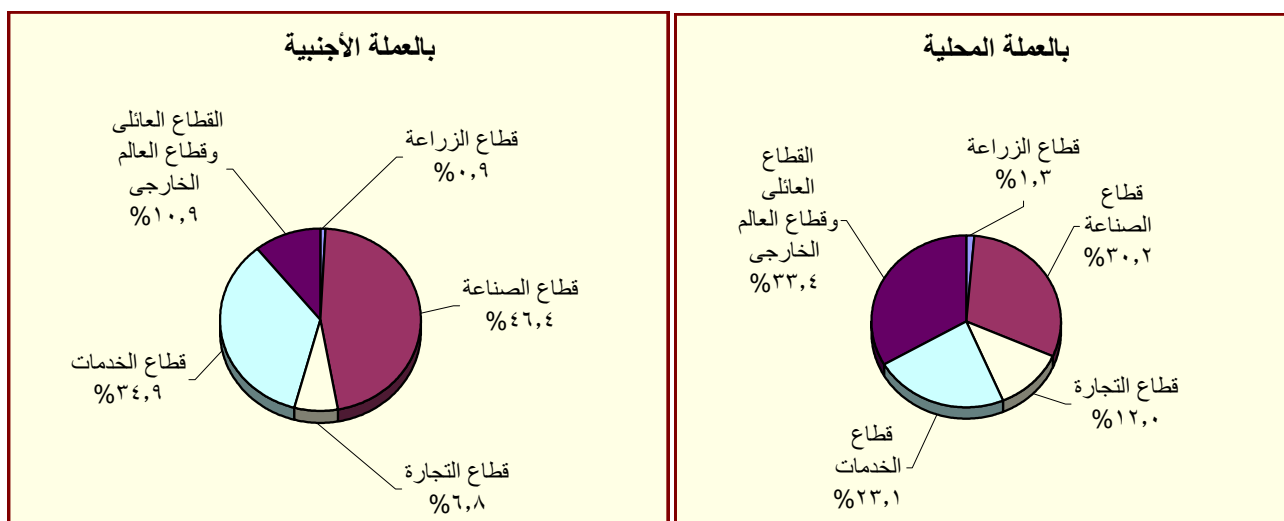 بالعملة المحلية
قطاع الزراعة
%١,٣
قطاع
الصناعة
%٣٠,٢
قطاع التجارة
%١٢,٠
قطاع
الخدمات
%٢٣,١
القطاع
العائلى
وقطاع العالم
الخارجى
%٣٣,٤
بالعملة الأجنبية
قطاع الزراعة
%٠,٩
قطاع الصناعة
%٤٦,٤
قطاع التجارة
%٦,٨
قطاع الخدمات
%٣٤,٩
القطاع العائلى
وقطاع العالم
الخارجى
%١٠,٩